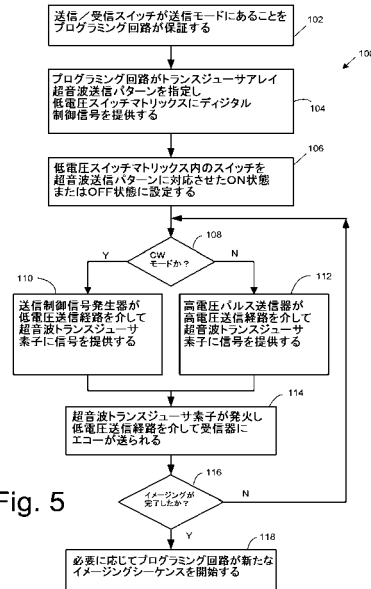 送信／受信スイッチが送信モードにあることを
プログラミング回路が保証する
102
100
プログラミング回路がトランスジューサアレイ
超音波送信パターンを指定し
低電圧スイッチマトリックスにディジタル
制御信号を提供する
104
106
低電圧スイッチマトリックス内のスイッチを
超音波送信パターンに対応させたON状態
またはOFF状態に設定する
108
Y
CW
モードか？
N
110
112
送信制御信号発生器が
低電圧送信経路を介して
超音波トランスジューサ
素子に信号を提供する
高電圧パルス送信器が
高電圧送信経路を介して
超音波トランスジューサ
素子に信号を提供する
114
超音波トランスジューサ素子が発火し
低電圧送信経路を介して受信器に
エコーが送られる
116
イメージングが
完了したか？
N
Y
Fig. 5
118
必要に応じてプログラミング回路が新たな
イメージングシーケンスを開始する